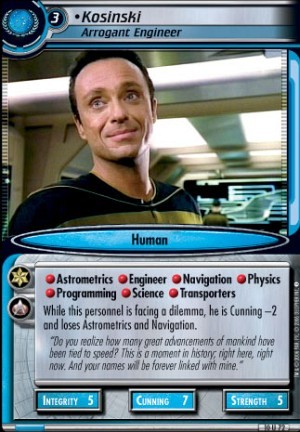 3
•Kosinski
Arrogant Engineer
Human
Astrometrics Engineer Navigation Physics
Programming Science Transporters
While this personnel is facing a dilemma, he is Cunning -2
and loses Astrometrics and Navigation.
"Do you realize how many great advancements of mankind have
been tied to speed? This is a moment in history; right here, right
now. And your names will be forever linked with mine."
INTEGRITY 5
CUNNING 7
STRENGTH 5